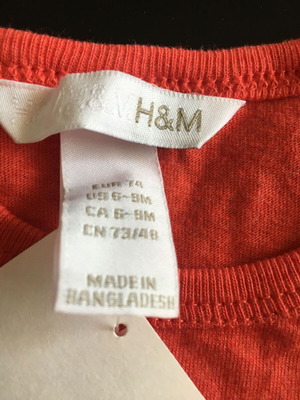 H&M
EUR 74
US 6-9M
CA 6-9M
CN 73/48
MADE IN
BANGLADESH